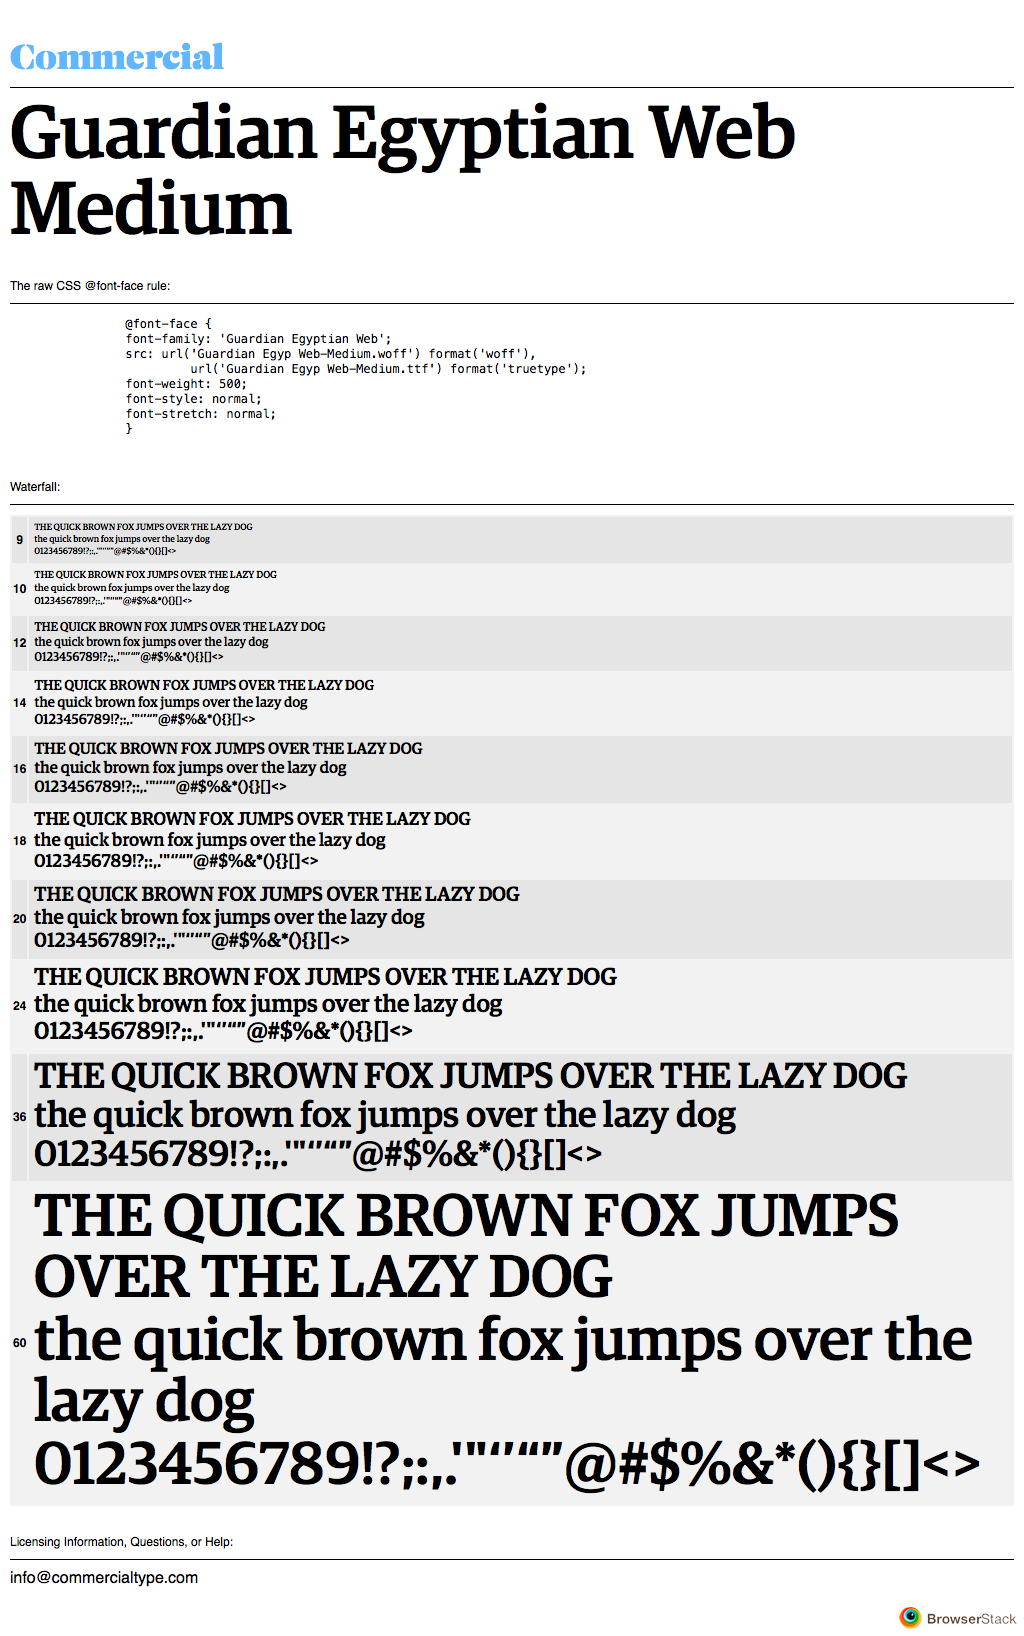 Commercial
Guardian Egyptian Web
Medium
The raw CSS @font-face rule:
@font-face {
font-family: 'Guardian Egyptian Web';
src: url('Guardian Egyp Web-Medium.woff') format('woff'),
url('Guardian Egyp Web-Medium.ttf') format('truetype');
font-weight: 500;
font-style: normal;
font-stretch: normal;
}
Waterfall:
THE QUICK BROWN FOX JUMPS OVER THE LAZY DOG
9 the quick brown fox jumps over the lazy dog
0123456789!?;:,.'"‘’“”@#$%&*(){}[]<>
THE QUICK BROWN FOX JUMPS OVER THE LAZY DOG
10 the quick brown fox jumps over the lazy dog
0123456789!?;:,.'"‘’“”@#$%&*(){}[]<>
THE QUICK BROWN FOX JUMPS OVER THE LAZY DOG
12 the quick brown fox jumps over the lazy dog
0123456789!?;:,.'"‘’“”@#$%&*(){}[]<>
THE QUICK BROWN FOX JUMPS OVER THE LAZY DOG
14 the quick brown fox jumps over the lazy dog
0123456789!?;:,.'"‘’“”@#$%&*(){}[]<>
THE QUICK BROWN FOX JUMPS OVER THE LAZY DOG
16 the quick brown fox jumps over the lazy dog
0123456789!?;:,.'"‘’“”@#$%&*(){}[]<>
THE QUICK BROWN FOX JUMPS OVER THE LAZY DOG
18 the quick brown fox jumps over the lazy dog
0123456789!?;:,.'"‘’“”@#$%&*(){}[]<>
THE QUICK BROWN FOX JUMPS OVER THE LAZY DOG
20 the quick brown fox jumps over the lazy dog
0123456789!?;:,.'"‘’“”@#$%&*(){}[]<>
THE QUICK BROWN FOX JUMPS OVER THE LAZY DOG
24 the quick brown fox jumps over the lazy dog
0123456789!?;:,.'"‘’“”@#$%&*(){}[]<>
THE QUICK BROWN FOX JUMPS OVER THE LAZY DOG
36 the quick brown fox jumps over the lazy dog
0123456789!?;:,.'"‘’“”@#$%&*(){}[]<>
THE QUICK BROWN FOX JUMPS
OVER THE LAZY DOG
60 the quick brown fox jumps over the
lazy dog
0123456789!?;:,.'"‘’“”@#$%&*(){}[]<>
Licensing Information, Questions, or Help:
info@commercialtype.com
BrowserStack